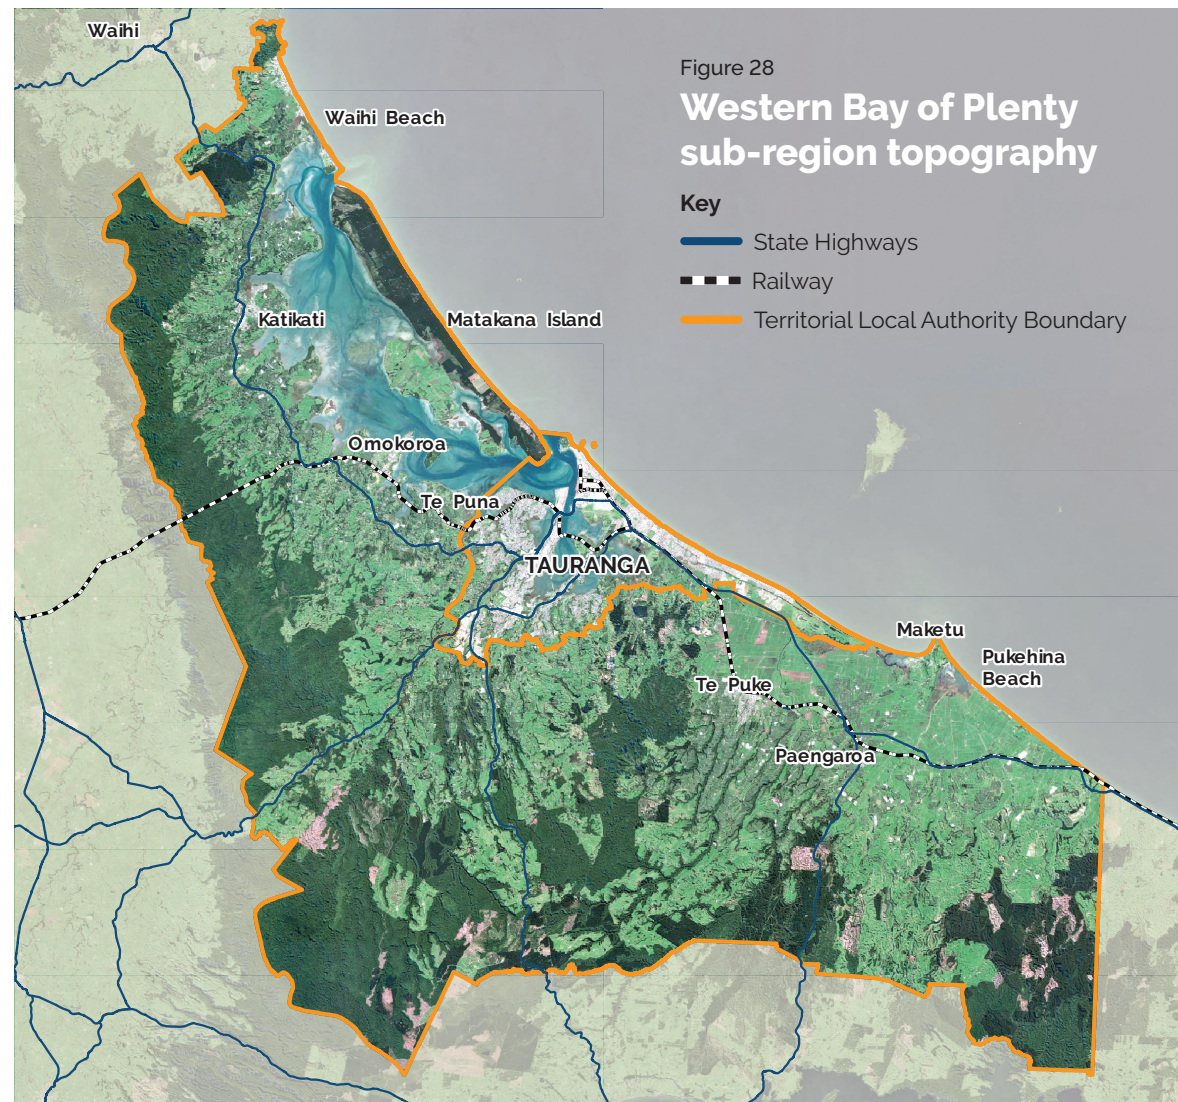 Waihi
Figure 28
Western Bay of Plenty
sub-region topography
Key
State Highways
Railway
Territorial Local Authority Boundary
Waihi Beach
Katikati
Matakana Island
Omokoroa
Te Puna
TAURANGA
Maketu
Pukehina
Beach
Te Puke
Paengaroa